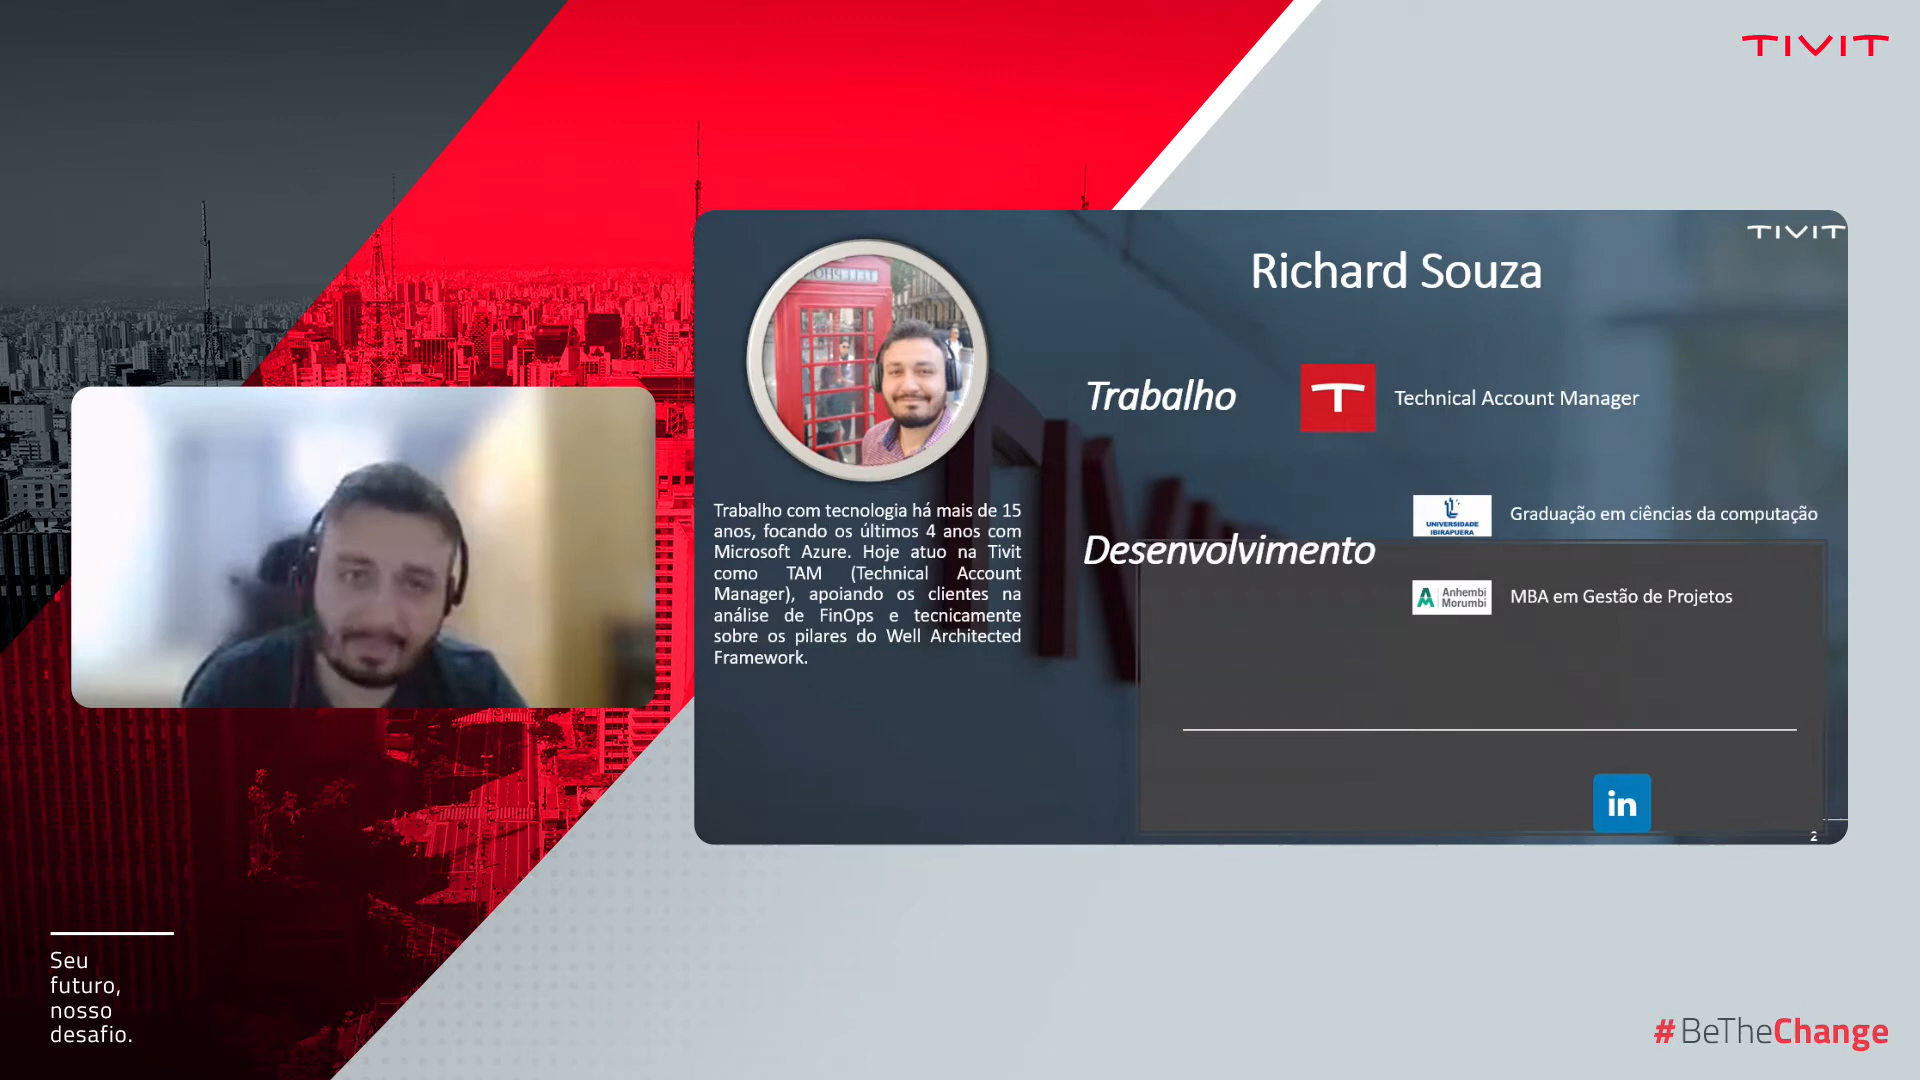 TIVIT
TIVIT
Richard Souza
TELEPHO
Trabalho
Technical Account Manager
Trabalho com tecnologia há mais de 15
anos, focando os últimos 4 anos com
Microsoft Azure. Hoje atuo na Tivit
como TAM (Technical Account
Manager), apoiando os clientes na
análise de FinOps e tecnicamente
sobre os pilares do Well Architected
Framework.
Desenvolvimento
UNIVERSIDADE
IBIRAPUERA
Graduação em ciências da computação
Anhembi
Morumbi
MBA em Gestão de Projetos
in
2
Seu
futuro,
nosso
desafio.
#BeTheChange